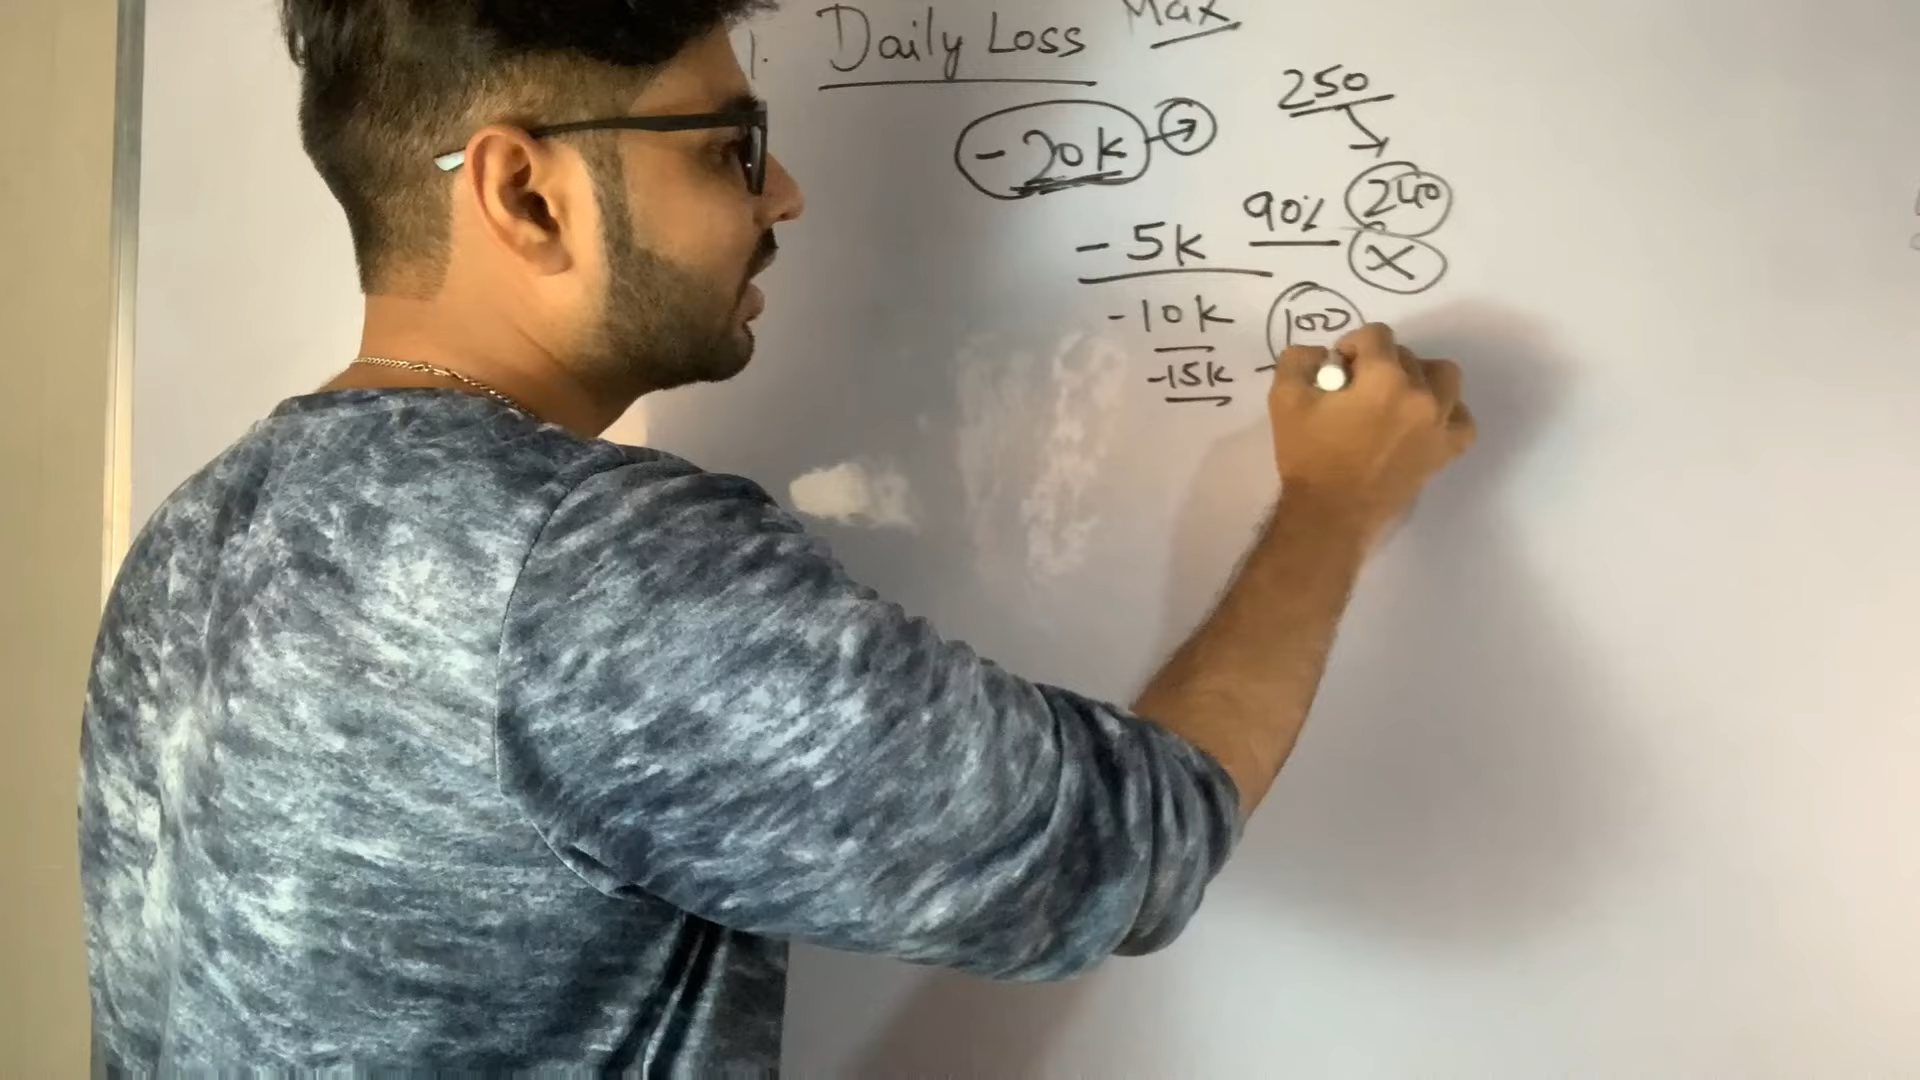 1. Daily Loss Max
-20k →
250
240
-5k 90% X
-10k 100
-15k -